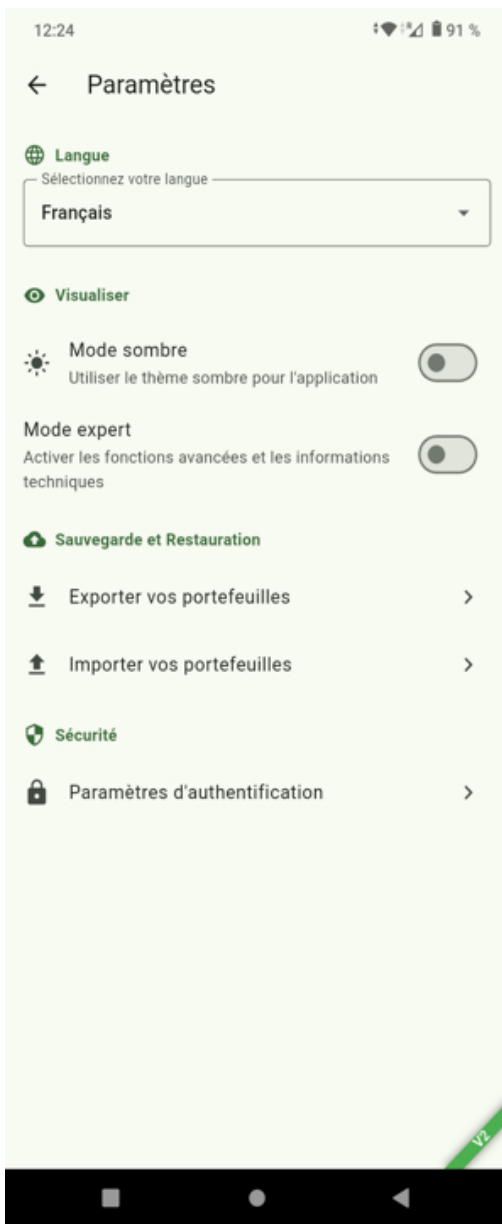 12:24
91 %
Paramètres
Langue
Sélectionnez votre langue
Français
Visualiser
Mode sombre
Utiliser le thème sombre pour l'application
Mode expert
Activer les fonctions avancées et les informations
techniques
Sauvegarde et Restauration
Exporter vos portefeuilles
Importer vos portefeuilles
Sécurité
Paramètres d'authentification
V2